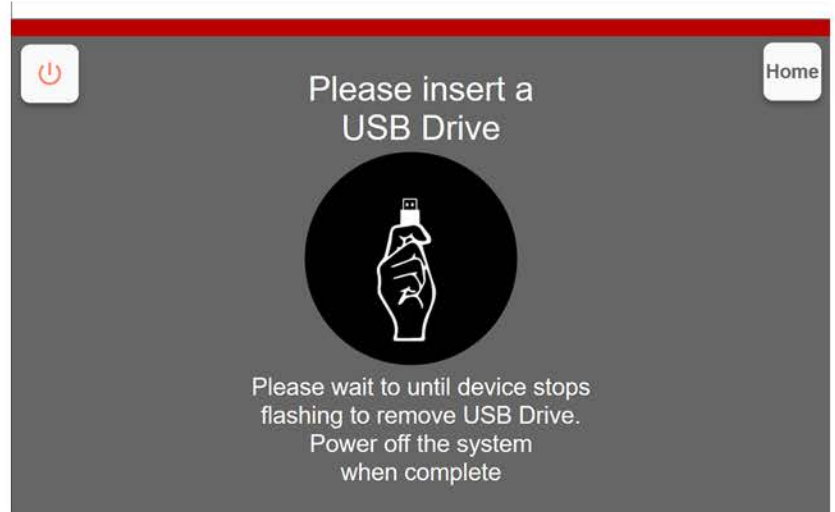 Home
Please insert a
USB Drive
Please wait to until device stops
flashing to remove USB Drive.
Power off the system
when complete